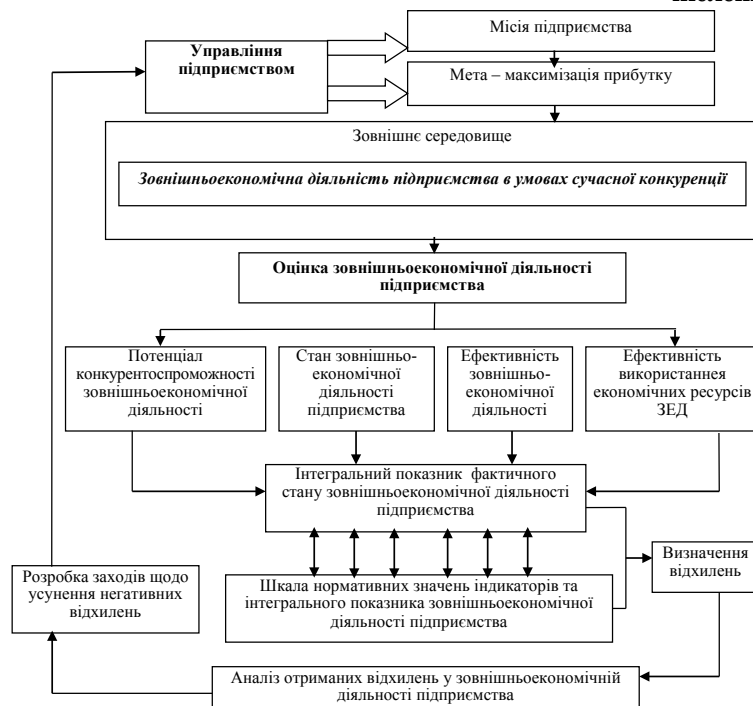 Управління
підприємством
Місія підприємства
Мета – максимізація прибутку
Зовнішнє середовище
Зовнішньоекономічна діяльність підприємства в умовах сучасної конкуренції
Оцінка зовнішньоекономічної діяльності
підприємства
Потенціал
конкурентоспроможності
зовнішньоекономічної
діяльності
Стан зовнішньо-
економічної
діяльності
підприємства
Ефективність
зовнішньо-
економічної
діяльності
Ефективність
використаннея
економічних ресурсів
ЗЕД
Інтегральний показник фактичного
стану зовнішньоекономічної діяльності
підприємства
Визначення
відхилень
Розробка заходів щодо
усунення негативних
відхилень
Шкала нормативних значень індикаторів та
інтегрального показника зовнішньоекономічної
діяльності підприємства
Аналіз отриманих відхилень у зовнішньоекономічній
діяльності підприємства